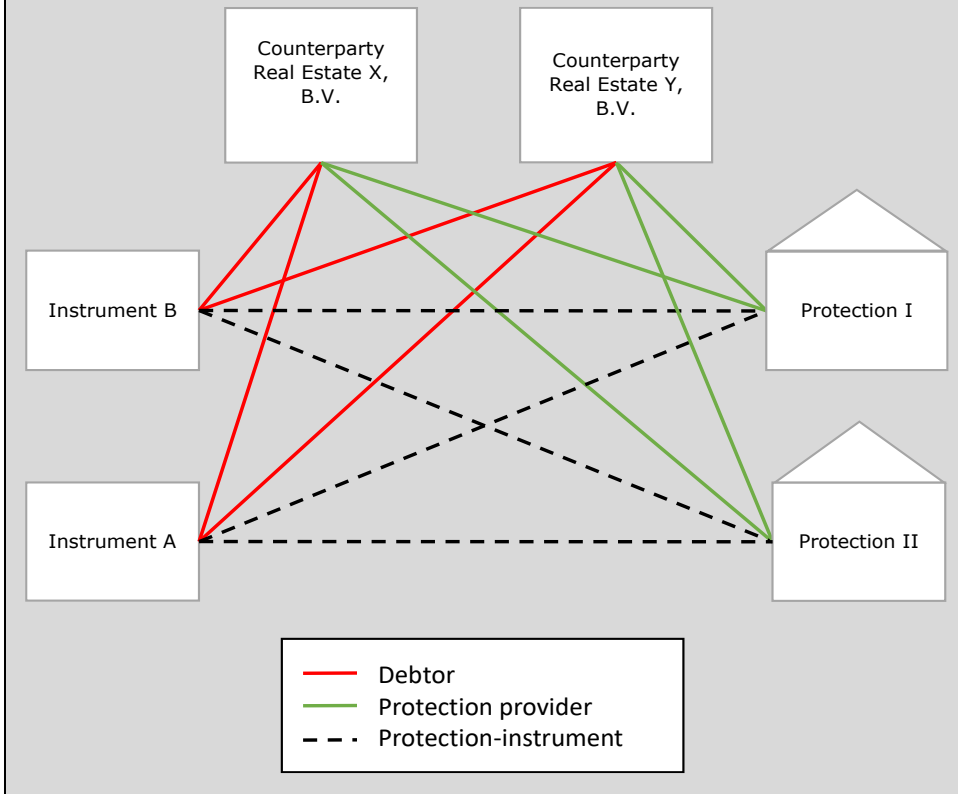 Counterparty
Real Estate X,
B.V.
Counterparty
Real Estate Y,
B.V.
Instrument B
Protection I
Instrument A
Protection II
Debtor
Protection provider
Protection-instrument